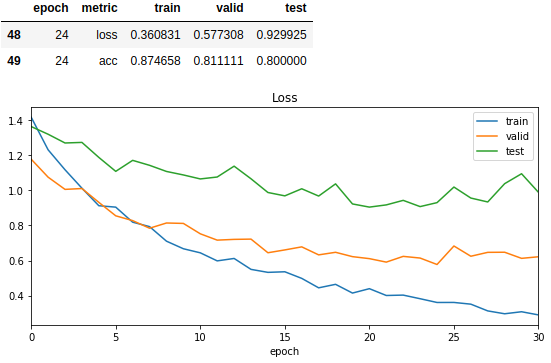 epoch metric train valid test
48 24 loss 0.360831 0.577308 0.929925
49 24 acc 0.874658 0.811111 0.800000
Loss
train
valid
test
1.4
1.2
1.0
0.8
0.6
0.4
0 5 10 15 20 25 30
epoch